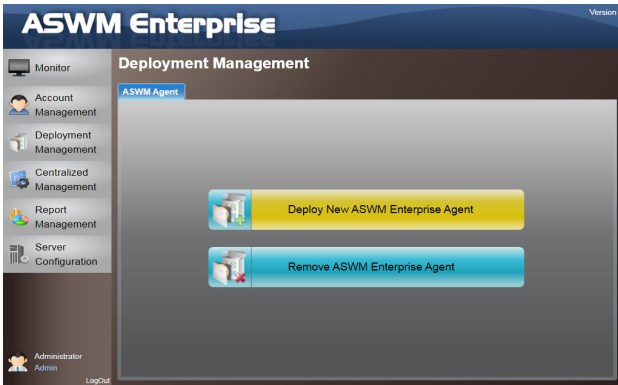 ASWM Enterprise
Version
Monitor
Account
Management
Deployment
Management
Centralized
Management
Report
Management
Server
Configuration
Administrator
Admin
LogOut
Deployment Management
ASWM Agent
Deploy New ASWM Enterprise Agent
Remove ASWM Enterprise Agent